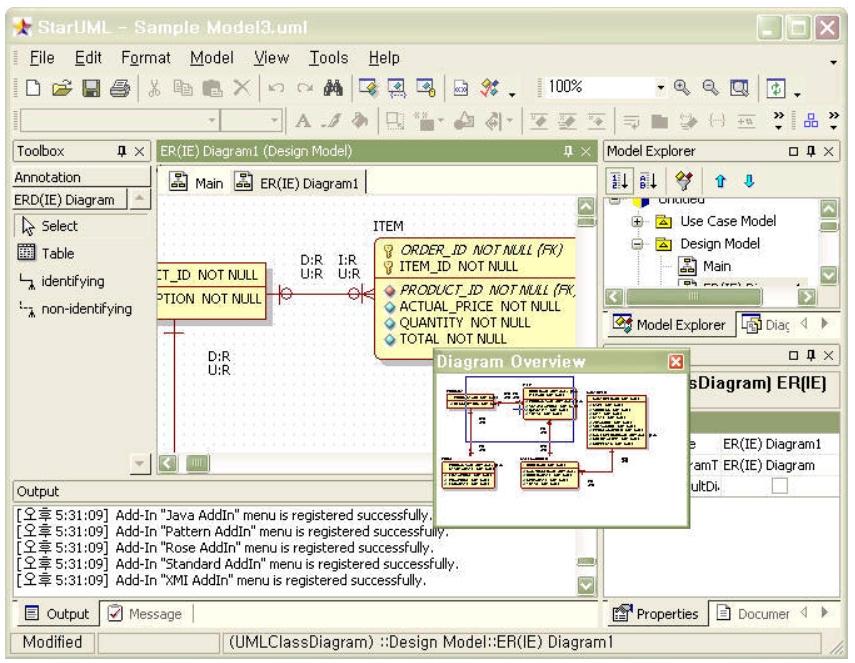 StarUML - Sample Model3.uml
File Edit Format Model View Tools Help
100%
Toolbox
Annotation
ERD(IE) Diagram
Select
Table
identifying
non-identifying
ER(IE) Diagram1 (Design Model)
Main ER(IE) Diagram1
ITEM
ORDER_ID NOT NULL (FK)
ITEM_ID NOT NULL
PRODUCT_ID NOT NULL (FK)
ACTUAL_PRICE NOT NULL
QUANTITY NOT NULL
TOTAL NOT NULL
D:R I:R
U:R U:R
CT_ID NOT NULL
PTION NOT NULL
D:R
U:R
Model Explorer
Untitled
Use Case Model
Design Model
Main
ER(IE) Diagram1
Model Explorer Diag
Diagram Overview
ssDiagram) ER(IE)
e ER(IE) Diagram1
ramT ER(IE) Diagram
ultDi.
Properties Documer
Output
[오후 5:31:09] Add-In "Java AddIn" menu is registered successfully.
[오후 5:31:09] Add-In "Pattern AddIn" menu is registered successfully.
[오후 5:31:09] Add-In "Rose AddIn" menu is registered successfully.
[오후 5:31:09] Add-In "Standard AddIn" menu is registered successfully.
[오후 5:31:09] Add-In "XMI AddIn" menu is registered successfully.
Output Message
Modified (UMLClassDiagram) ::Design Model::ER(IE) Diagram1